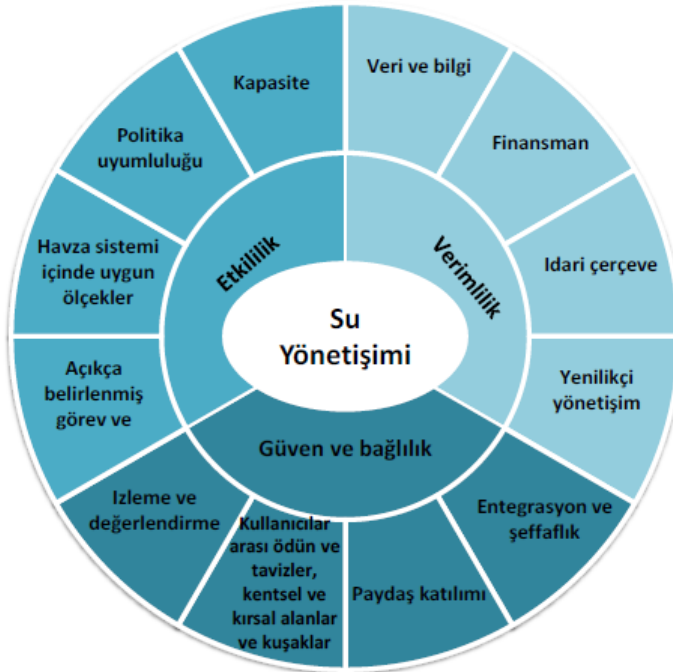 Su
Yönetişimi
Etkililik
Verimlilik
Güven ve bağlılık
Kapasite
Veri ve bilgi
Finansman
Idari çerçeve
Yenilikçi
yönetişim
Entegrasyon ve
şeffaflık
Paydaş katılımı
Kullanıcılar
arası ödün ve
tavizler,
kentsel ve
kırsal alanlar
ve kuşaklar
Izleme ve
değerlendirme
Açıkça
belirlenmiş
görev ve
Havza sistemi
içinde uygun
ölçekler
Politika
uyumluluğu